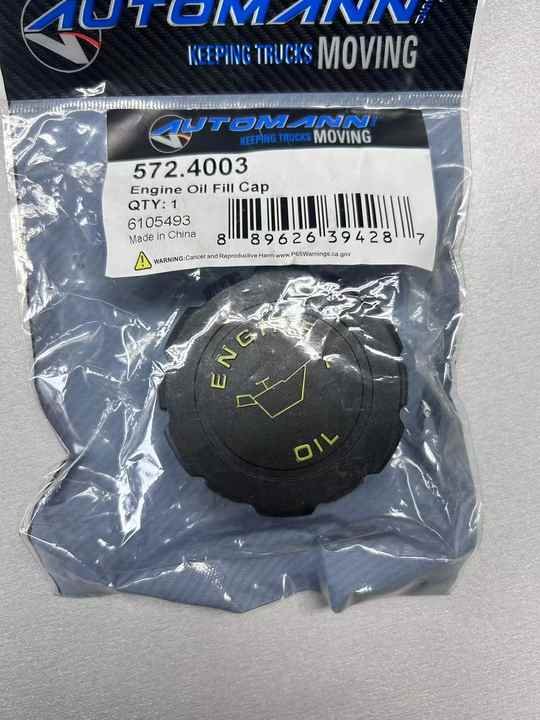 AUTOMANN
KEEPING TRUCKS MOVING
AUTOMANN
KEEPING TRUCKS MOVING
572.4003
Engine Oil Fill Cap
QTY: 1
6105493
Made in China
8 89626 39428 7
WARNING: Cancer and Reproductive Harm www.P65Warnings.ca.gov
ENGINE
OIL